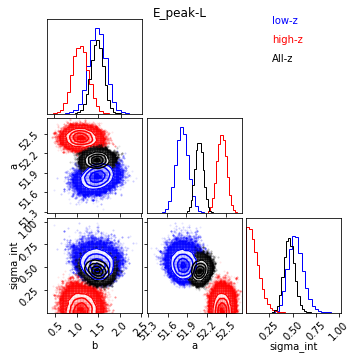 E_peak-L
low-z
high-z
All-z
a
52.5
52.2
51.9
51.6
51.3
sigma_int
1.00
0.75
0.50
0.25
0.5 1.0 1.5 2.0 2.5
b
51.3 51.6 51.9 52.2 52.5
a
0.25 0.50 0.75 1.00
sigma_int